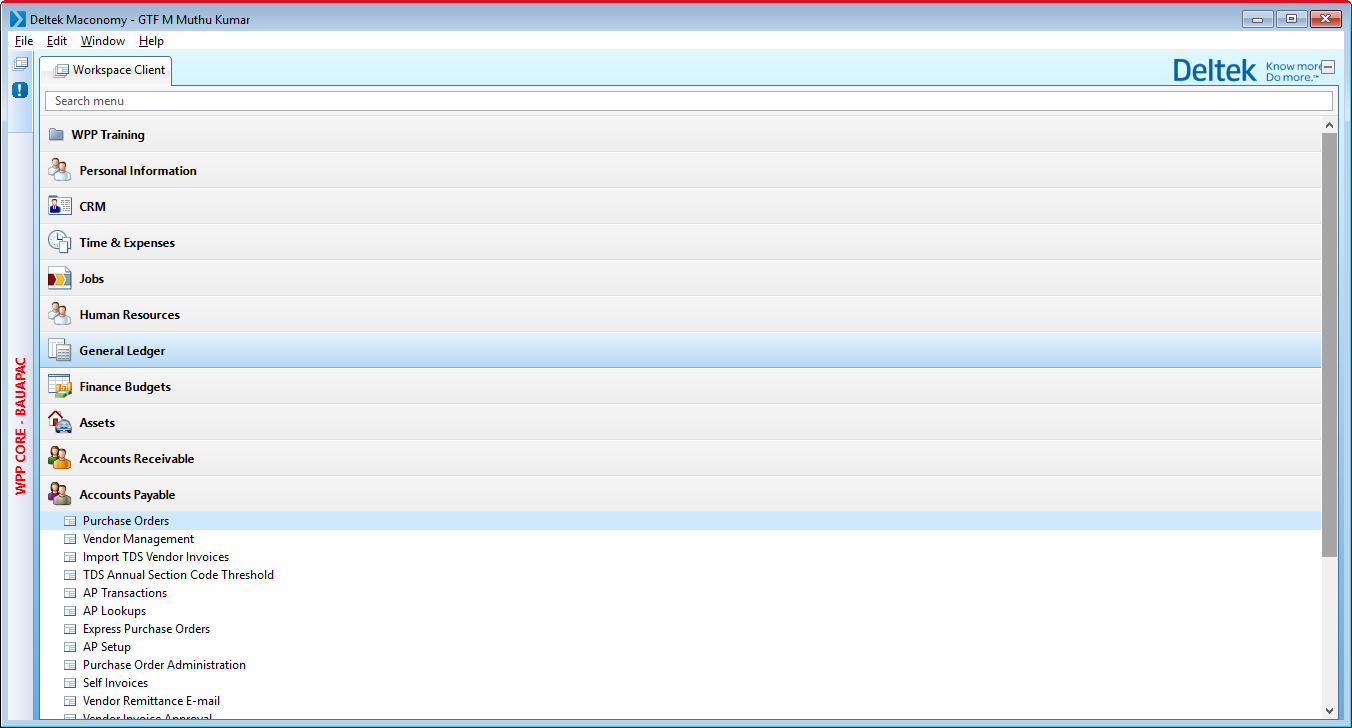 Deltek Maconomy - GTF M Muthu Kumar
File Edit Window Help
Workspace Client
Deltek Know more
Do more.™
Search menu
WPP Training
Personal Information
CRM
Time & Expenses
Jobs
Human Resources
General Ledger
Finance Budgets
Assets
Accounts Receivable
Accounts Payable
Purchase Orders
Vendor Management
Import TDS Vendor Invoices
TDS Annual Section Code Threshold
AP Transactions
AP Lookups
Express Purchase Orders
AP Setup
Purchase Order Administration
Self Invoices
Vendor Remittance E-mail
Vendor Invoice Approval
WPP CORE - BAUAPAC